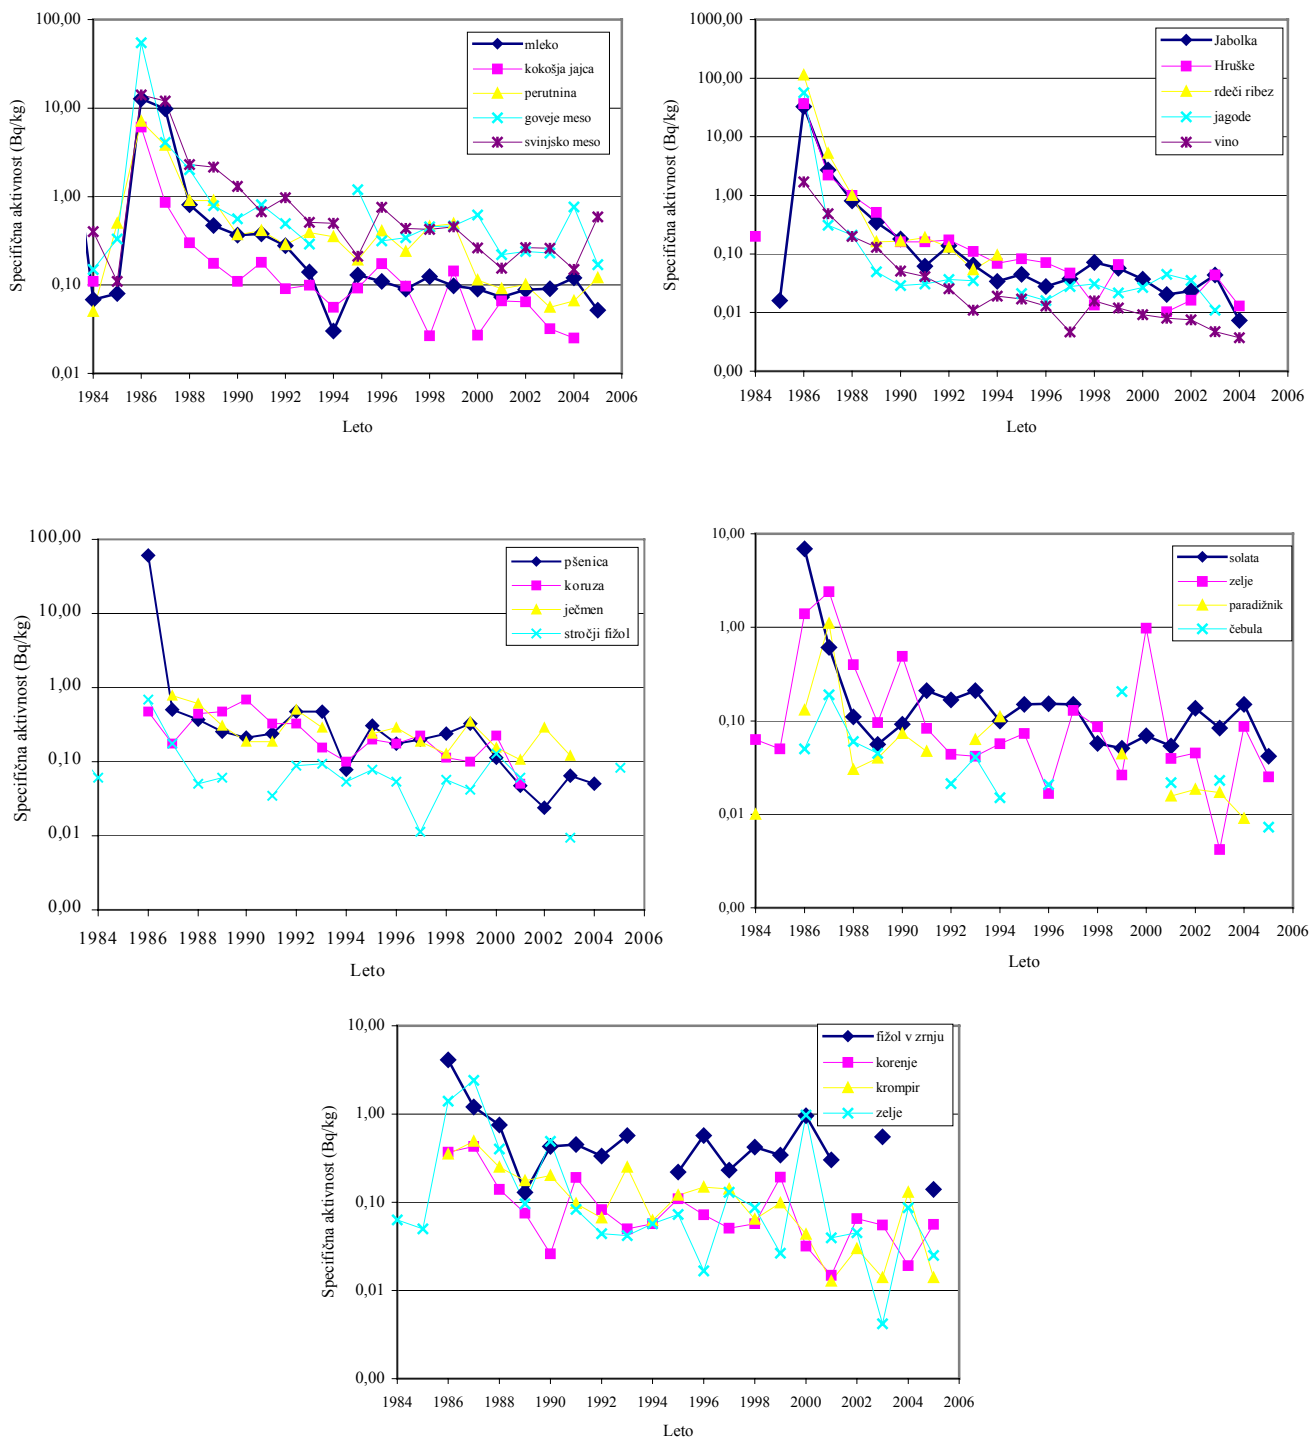 100,00
10,00
1,00
0,10
0,01
Specifična aktivnost (Bq/kg)
mleko
kokošja jajca
perutnina
goveje meso
svinjsko meso
1984 1986 1988 1990 1992 1994 1996 1998 2000 2002 2004 2006
Leto
1000,00
100,00
10,00
1,00
0,10
0,01
0,00
Specifična aktivnost (Bq/kg)
Jabolka
Hruške
rdeči ribez
jagode
vino
1984 1986 1988 1990 1992 1994 1996 1998 2000 2002 2004 2006
Leto
100,00
10,00
1,00
0,10
0,01
0,00
Specifična aktivnost (Bq/kg)
pšenica
koruza
ječmen
stročji fižol
1984 1986 1988 1990 1992 1994 1996 1998 2000 2002 2004 2006
Leto
10,00
1,00
0,10
0,01
0,00
Specifična aktivnost (Bq/kg)
solata
zelje
paradižnik
čebula
1984 1986 1988 1990 1992 1994 1996 1998 2000 2002 2004 2006
Leto
10,00
1,00
0,10
0,01
0,00
Specifična aktivnost (Bq/kg)
fižol v zrnju
korenje
krompir
zelje
1984 1986 1988 1990 1992 1994 1996 1998 2000 2002 2004 2006
Leto